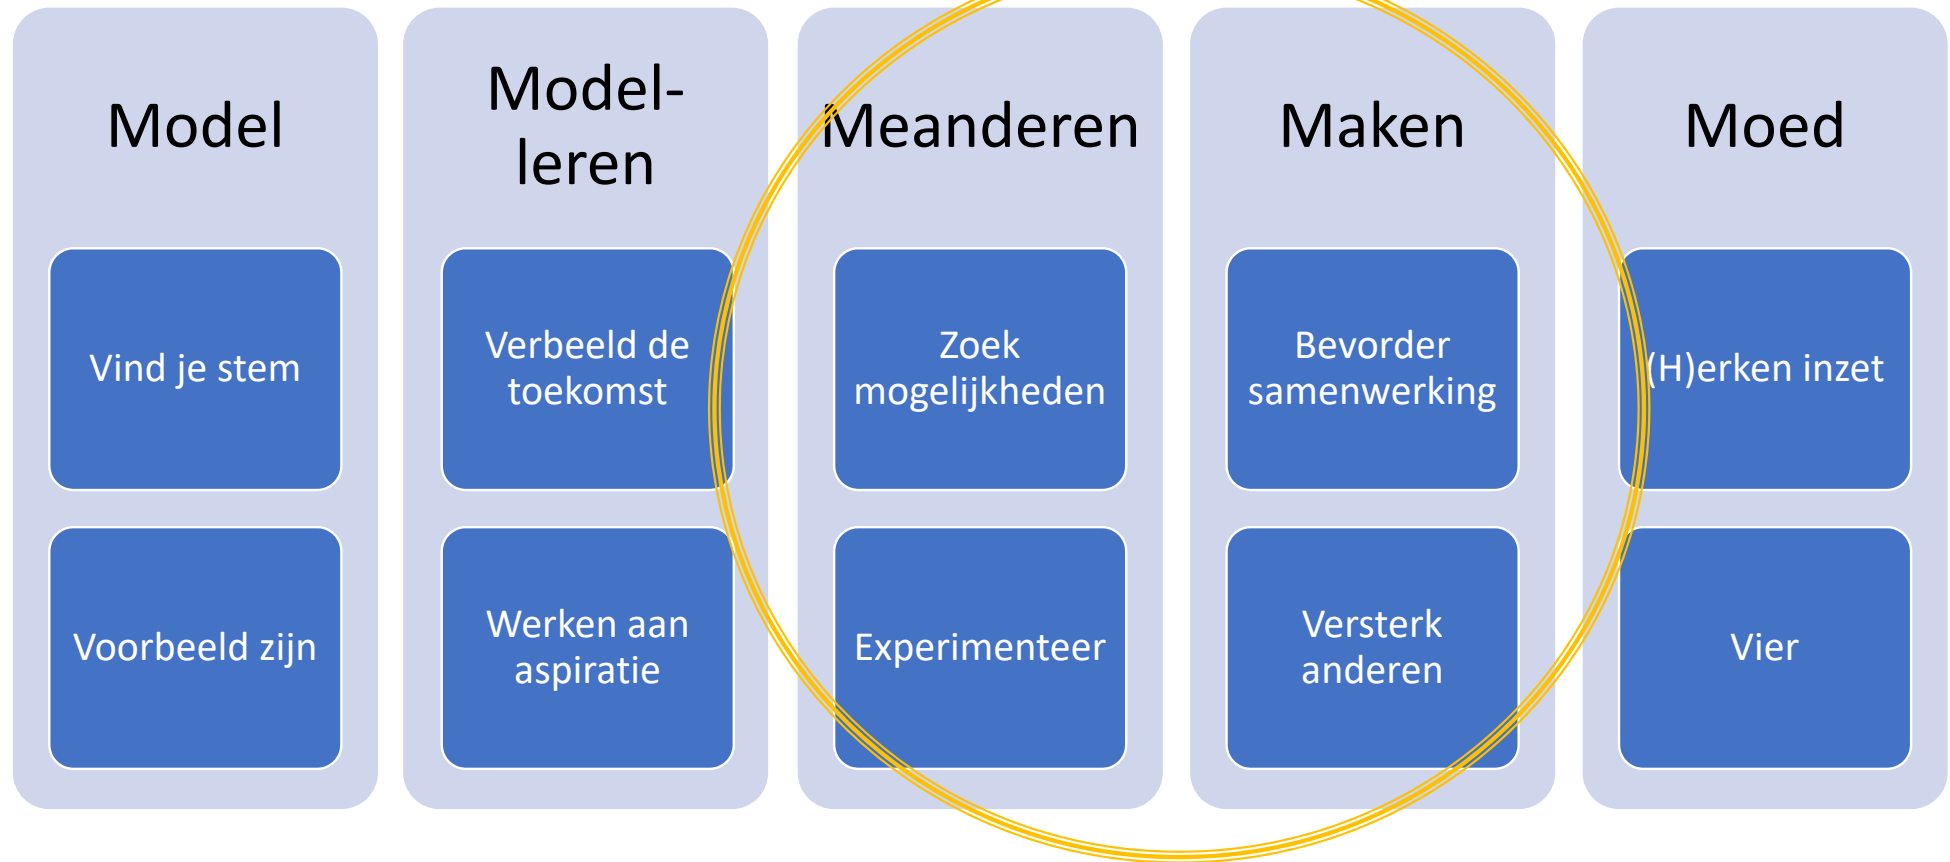 Model
Vind je stem
Voorbeeld zijn
Model-
leren
Verbeeld de
toekomst
Werken aan
aspiratie
Meanderen
Zoek
mogelijkheden
Experimenteer
Maken
Bevorder
samenwerking
Versterk
anderen
Moed
(H)erken inzet
Vier